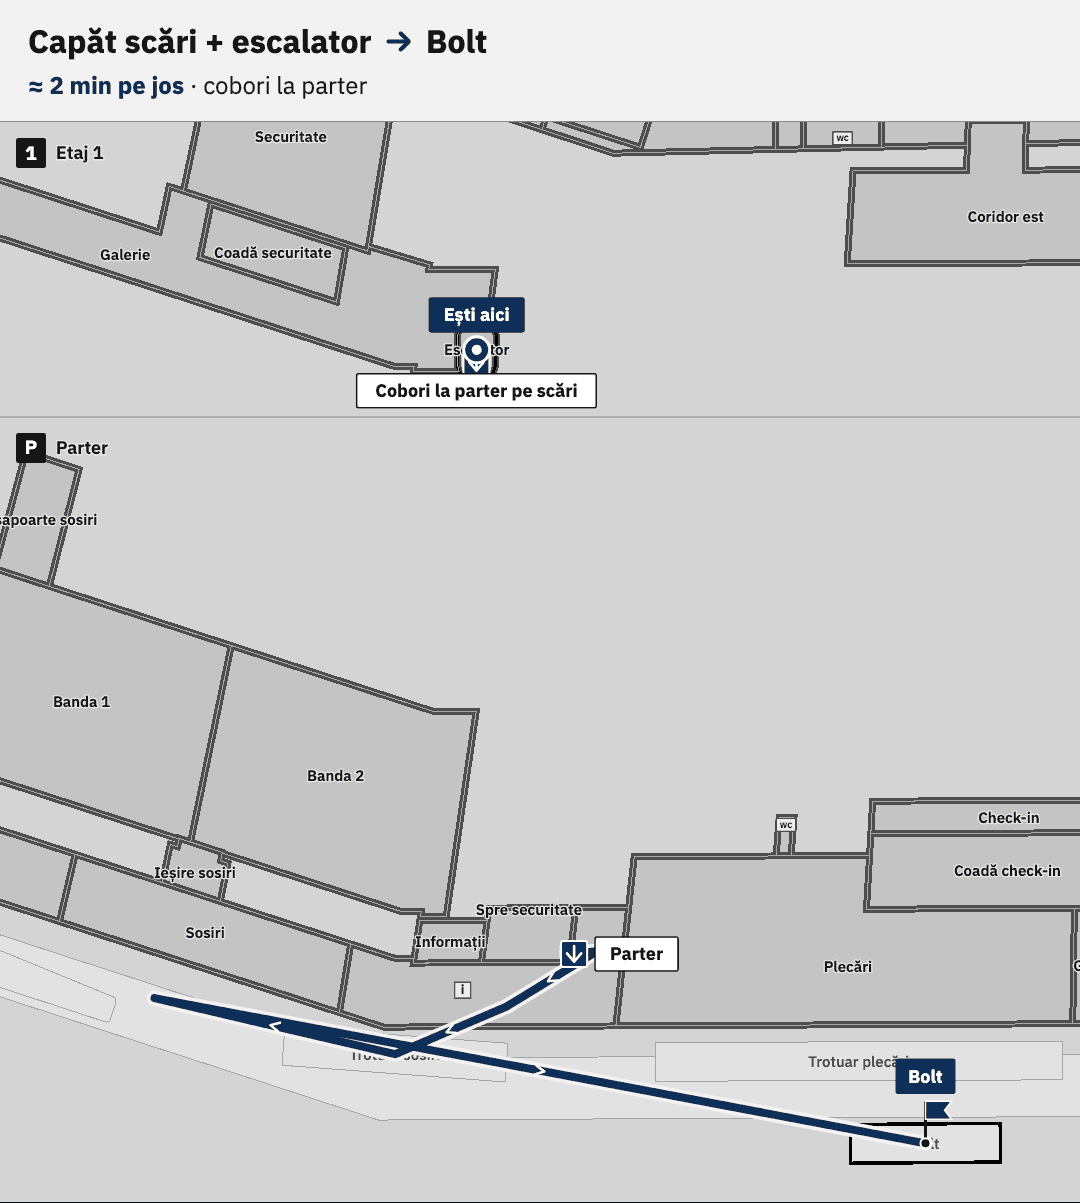 Capăt scări + escalator → Bolt
≈ 2 min pe jos · cobori la parter
1 Etaj 1
Securitate
wc
Coridor est
Galerie
Coadă securitate
Ești aici
Cobori la parter pe scări
P Parter
Banda 1
Banda 2
wc
Check-in
Coadă check-in
Ieșire sosiri
Spre securitate
Sosiri
Informații
Parter
Plecări
i
Trotuar
Bolt